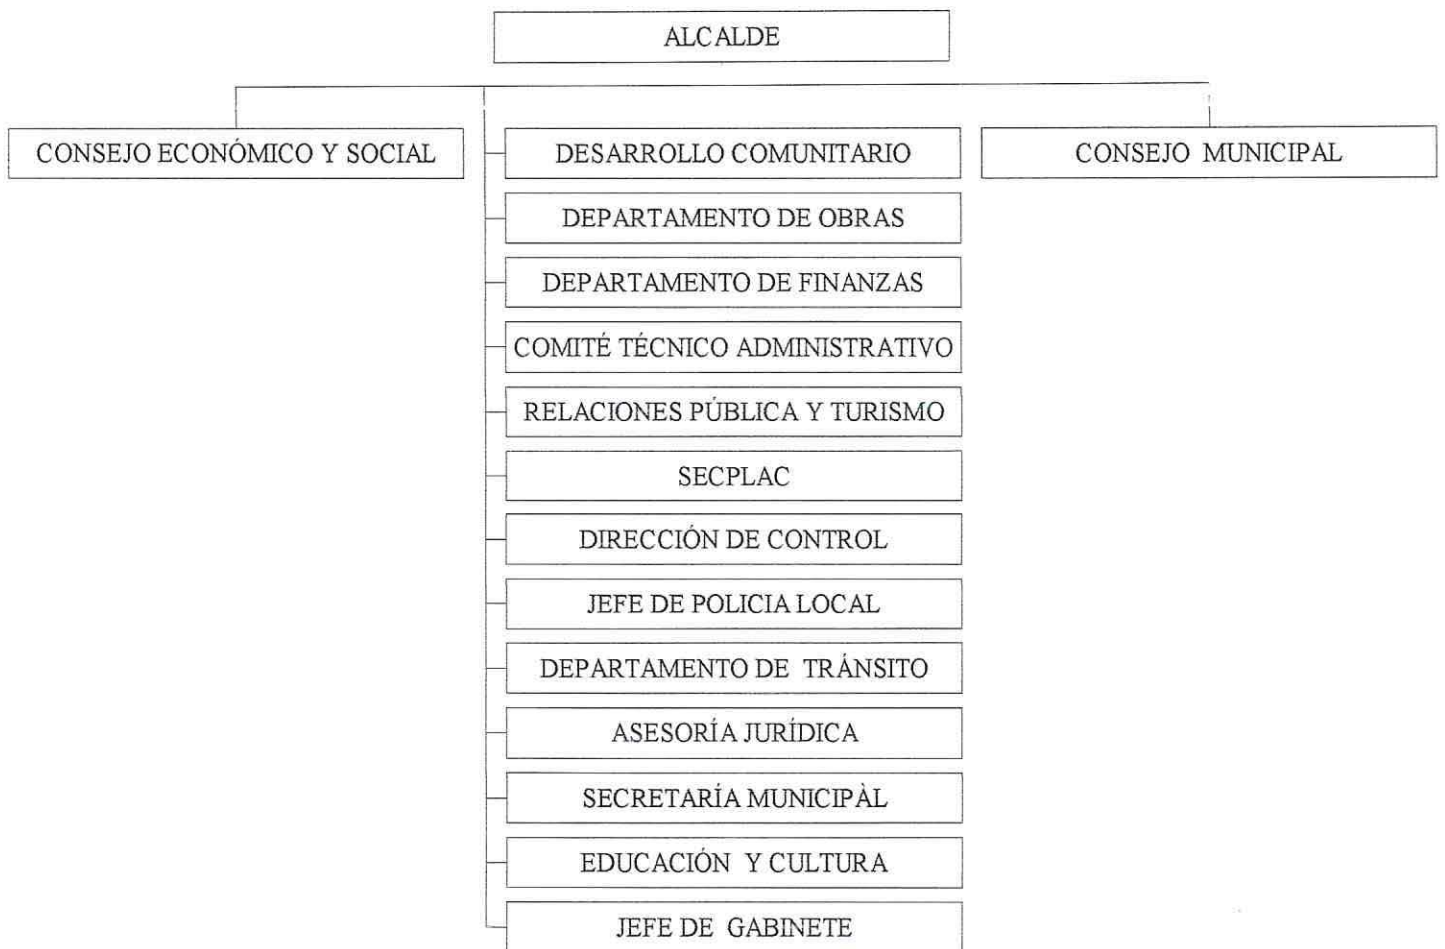 ALCALDE
CONSEJO ECONÓMICO Y SOCIAL
DESARROLLO COMUNITARIO
CONSEJO MUNICIPAL
DEPARTAMENTO DE OBRAS
DEPARTAMENTO DE FINANZAS
COMITÉ TÉCNICO ADMINISTRATIVO
RELACIONES PÚBLICA Y TURISMO
SECPLAC
DIRECCIÓN DE CONTROL
JEFE DE POLICIA LOCAL
DEPARTAMENTO DE TRÁNSITO
ASESORÍA JURÍDICA
SECRETARÍA MUNICIPÀL
EDUCACIÓN Y CULTURA
JEFE DE GABINETE